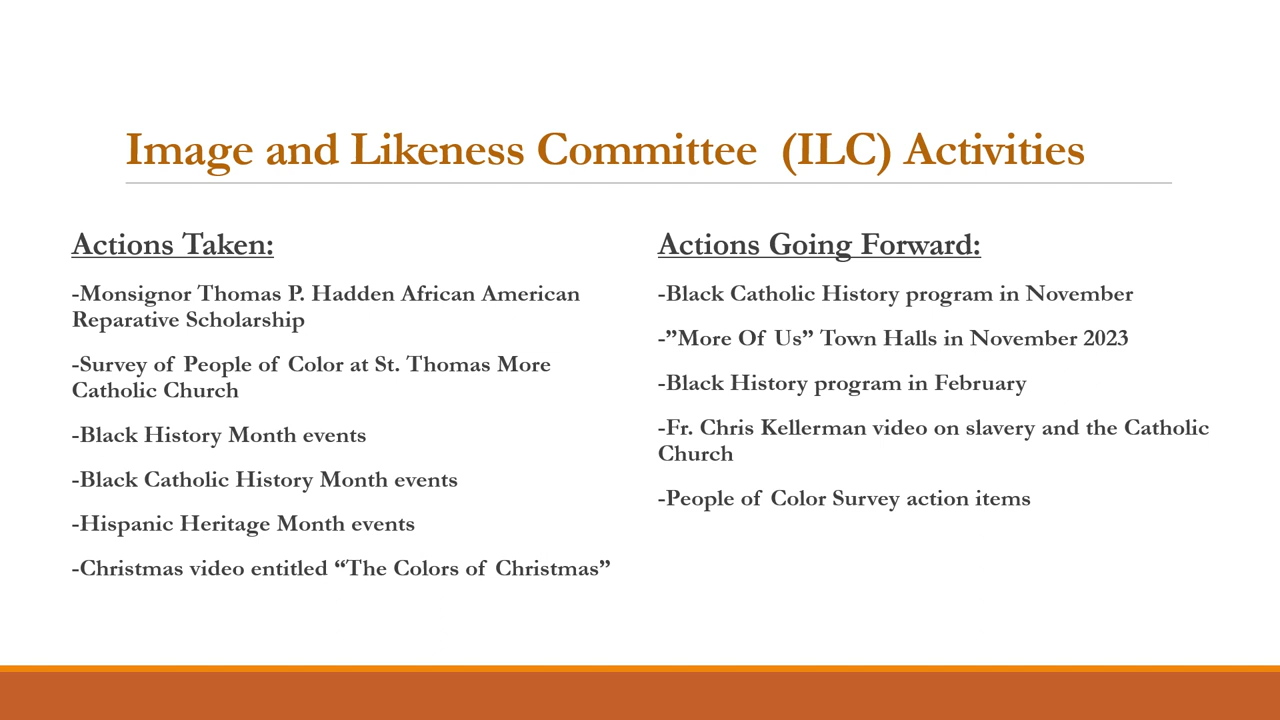 Image and Likeness Committee (ILC) Activities
Actions Taken:
-Monsignor Thomas P. Hadden African American
Reparative Scholarship
-Survey of People of Color at St. Thomas More
Catholic Church
-Black History Month events
-Black Catholic History Month events
-Hispanic Heritage Month events
-Christmas video entitled “The Colors of Christmas”
Actions Going Forward:
-Black Catholic History program in November
-”More Of Us” Town Halls in November 2023
-Black History program in February
-Fr. Chris Kellerman video on slavery and the Catholic
Church
-People of Color Survey action items